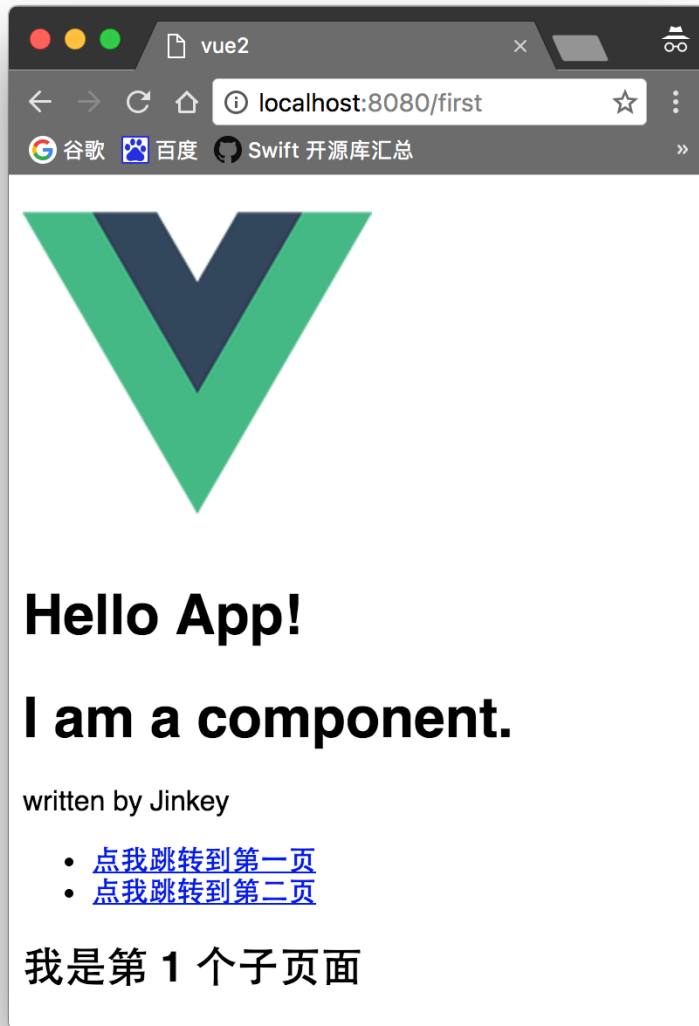 vue2
localhost:8080/first
谷歌 百度 Swift 开源库汇总 »
Hello App!
I am a component.
written by Jinkey
点我跳转到第一页
点我跳转到第二页
我是第 1 个子页面